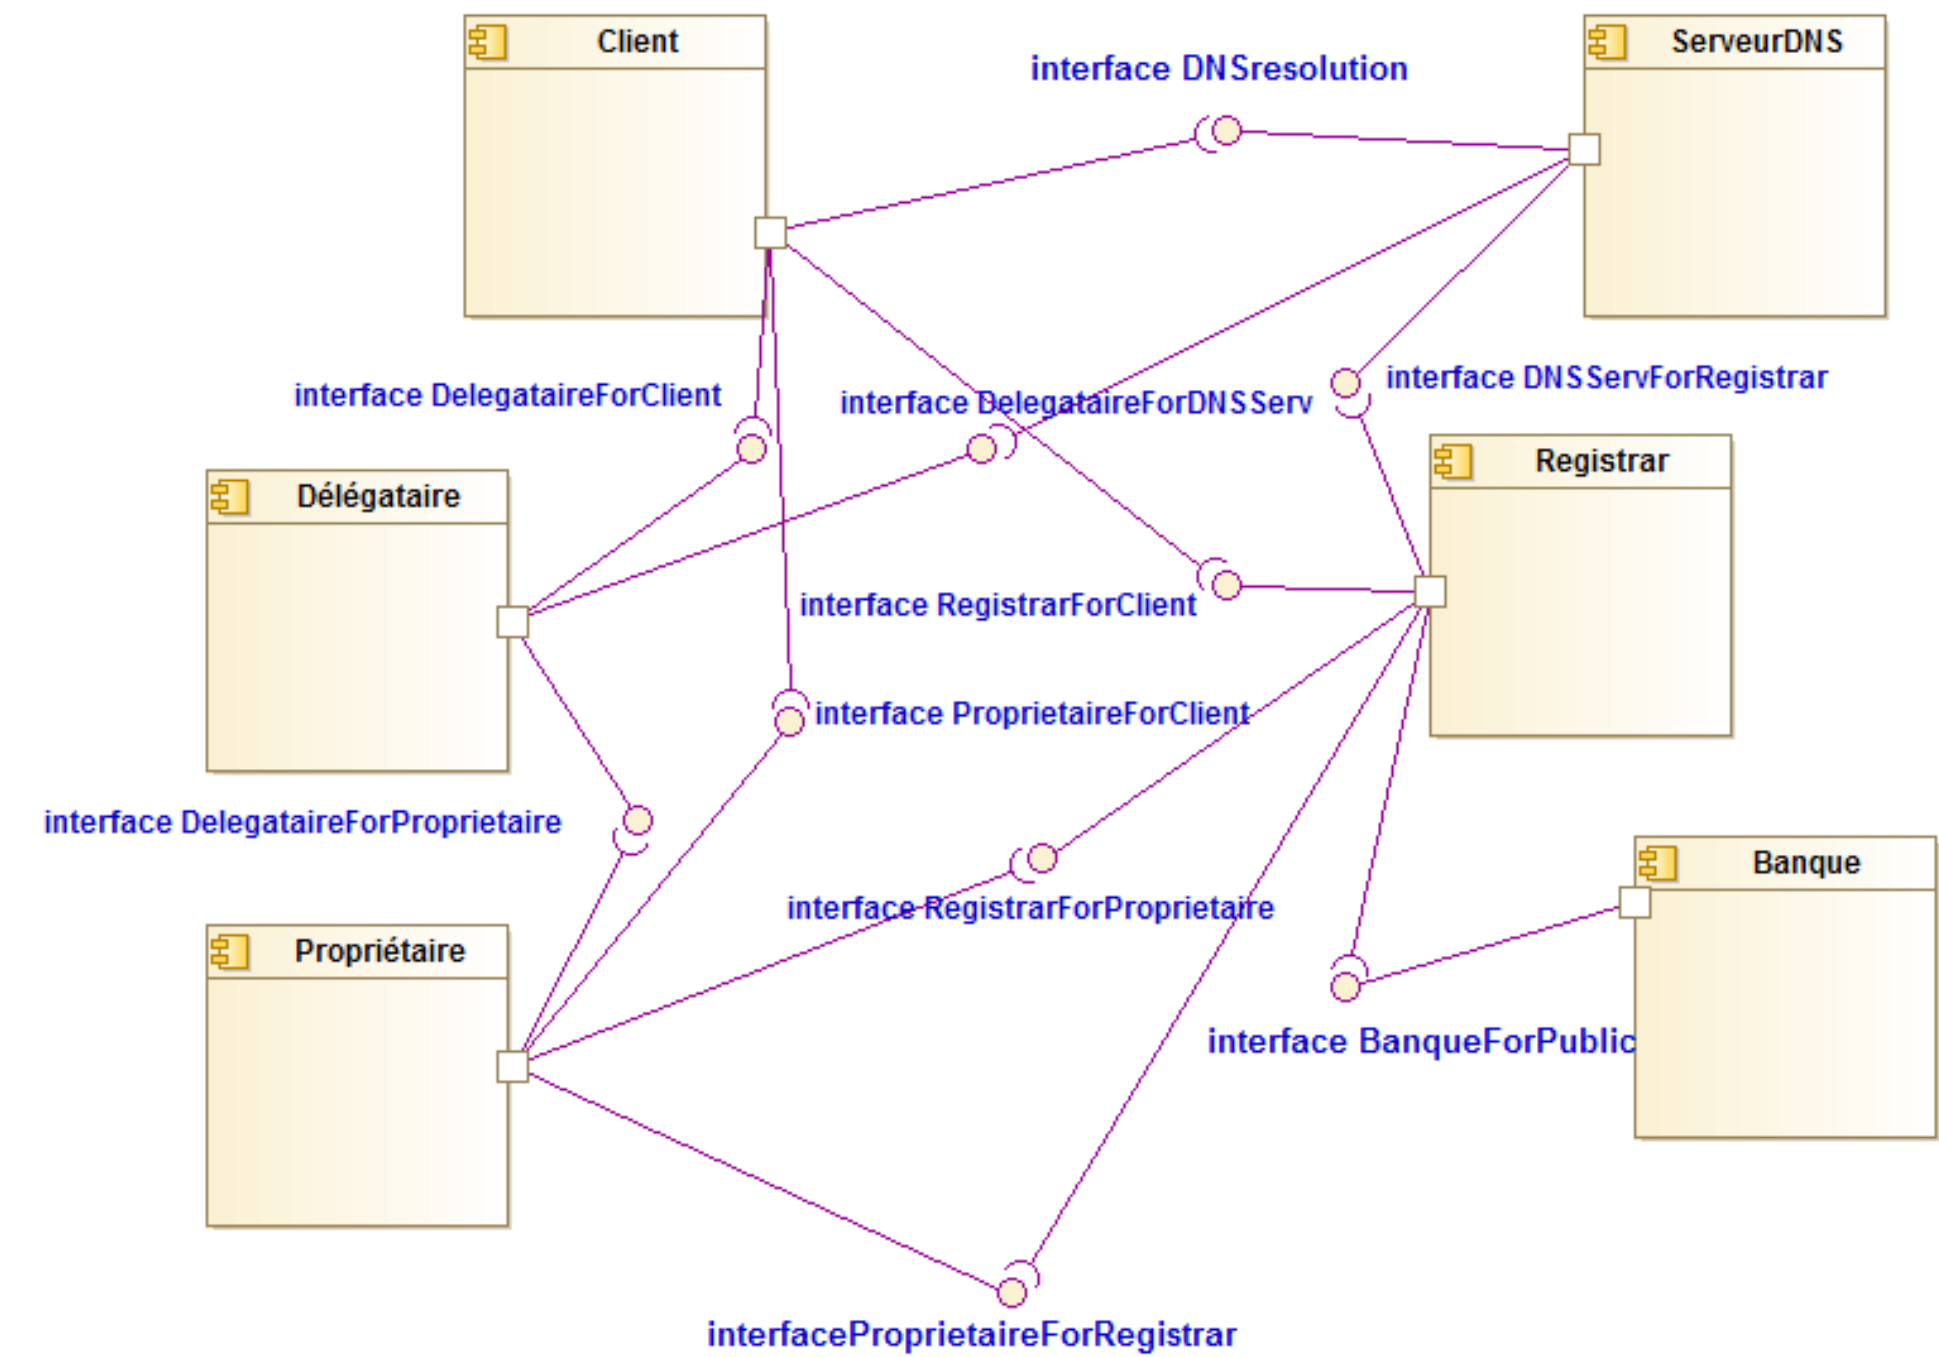 Client
ServeurDNS
interface DNSresolution
interface DelegataireForClient
interface DelegataireForDNSServ
interface DNSServForRegistrar
Registrar
Délégataire
interface RegistrarForClient
interface ProprietaireForClient
interface DelegataireForProprietaire
Banque
interface RegistrarForProprietaire
Propriétaire
interface BanqueForPublic
interfaceProprietaireForRegistrar